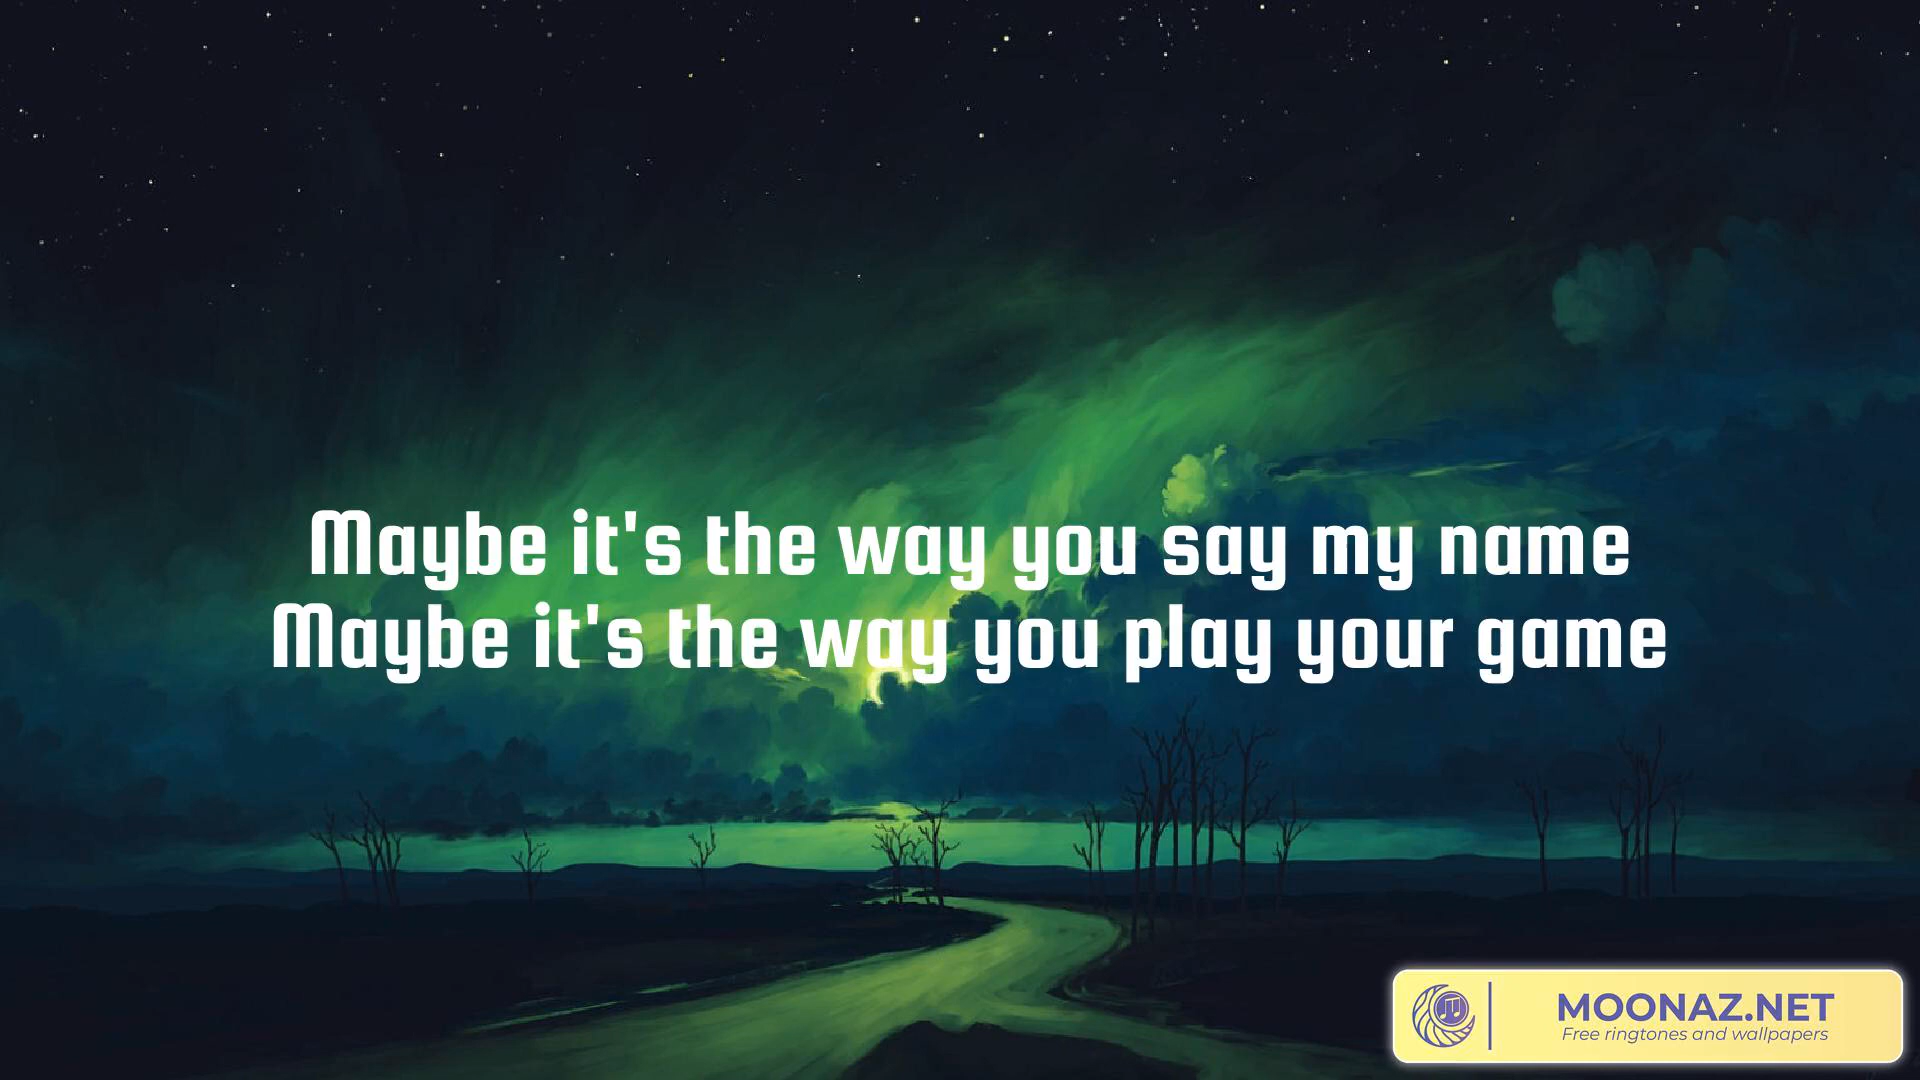 Maybe it's the way you say my name
Maybe it's the way you play your game
MOONAZ.NET
Free ringtones and wallpapers